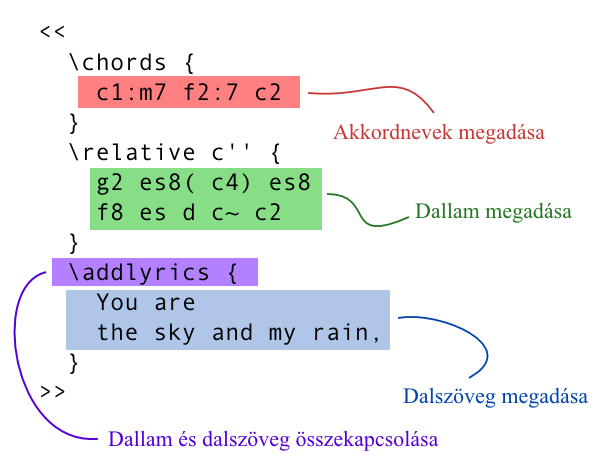 <<
\chords {
c1:m7 f2:7 c2
}
Akkordnevek megadása
\relative c'' {
g2 es8( c4) es8
f8 es d c~ c2
Dallam megadása
}
\addlyrics {
You are
the sky and my rain,
}
>>
Dalszöveg megadása
Dallam és dalszöveg összekapcsolása